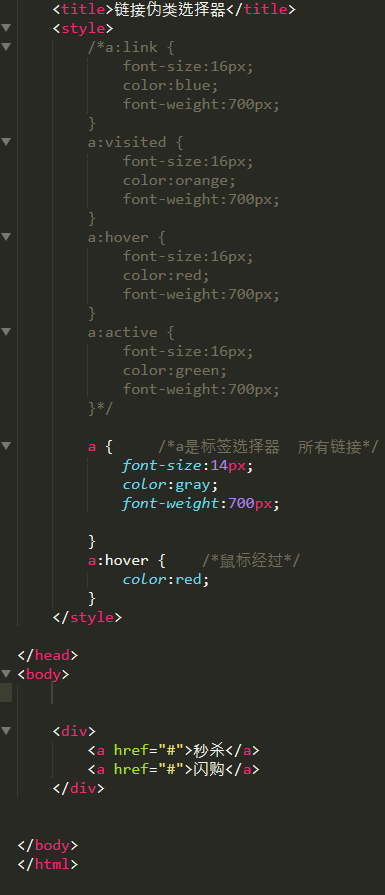 <title>链接伪类选择器</title>
<style>
/*a:link {
font-size:16px;
color:blue;
font-weight:700px;
}
a:visited {
font-size:16px;
color:orange;
font-weight:700px;
}
a:hover {
font-size:16px;
color:red;
font-weight:700px;
}
a:active {
font-size:16px;
color:green;
font-weight:700px;
}*/
a { /*a是标签选择器 所有链接*/
font-size:14px;
color:gray;
font-weight:700px;
}
a:hover { /*鼠标经过*/
color:red;
}
</style>
</head>
<body>
<div>
<a href="#">秒杀</a>
<a href="#">闪购</a>
</div>
</body>
</html>